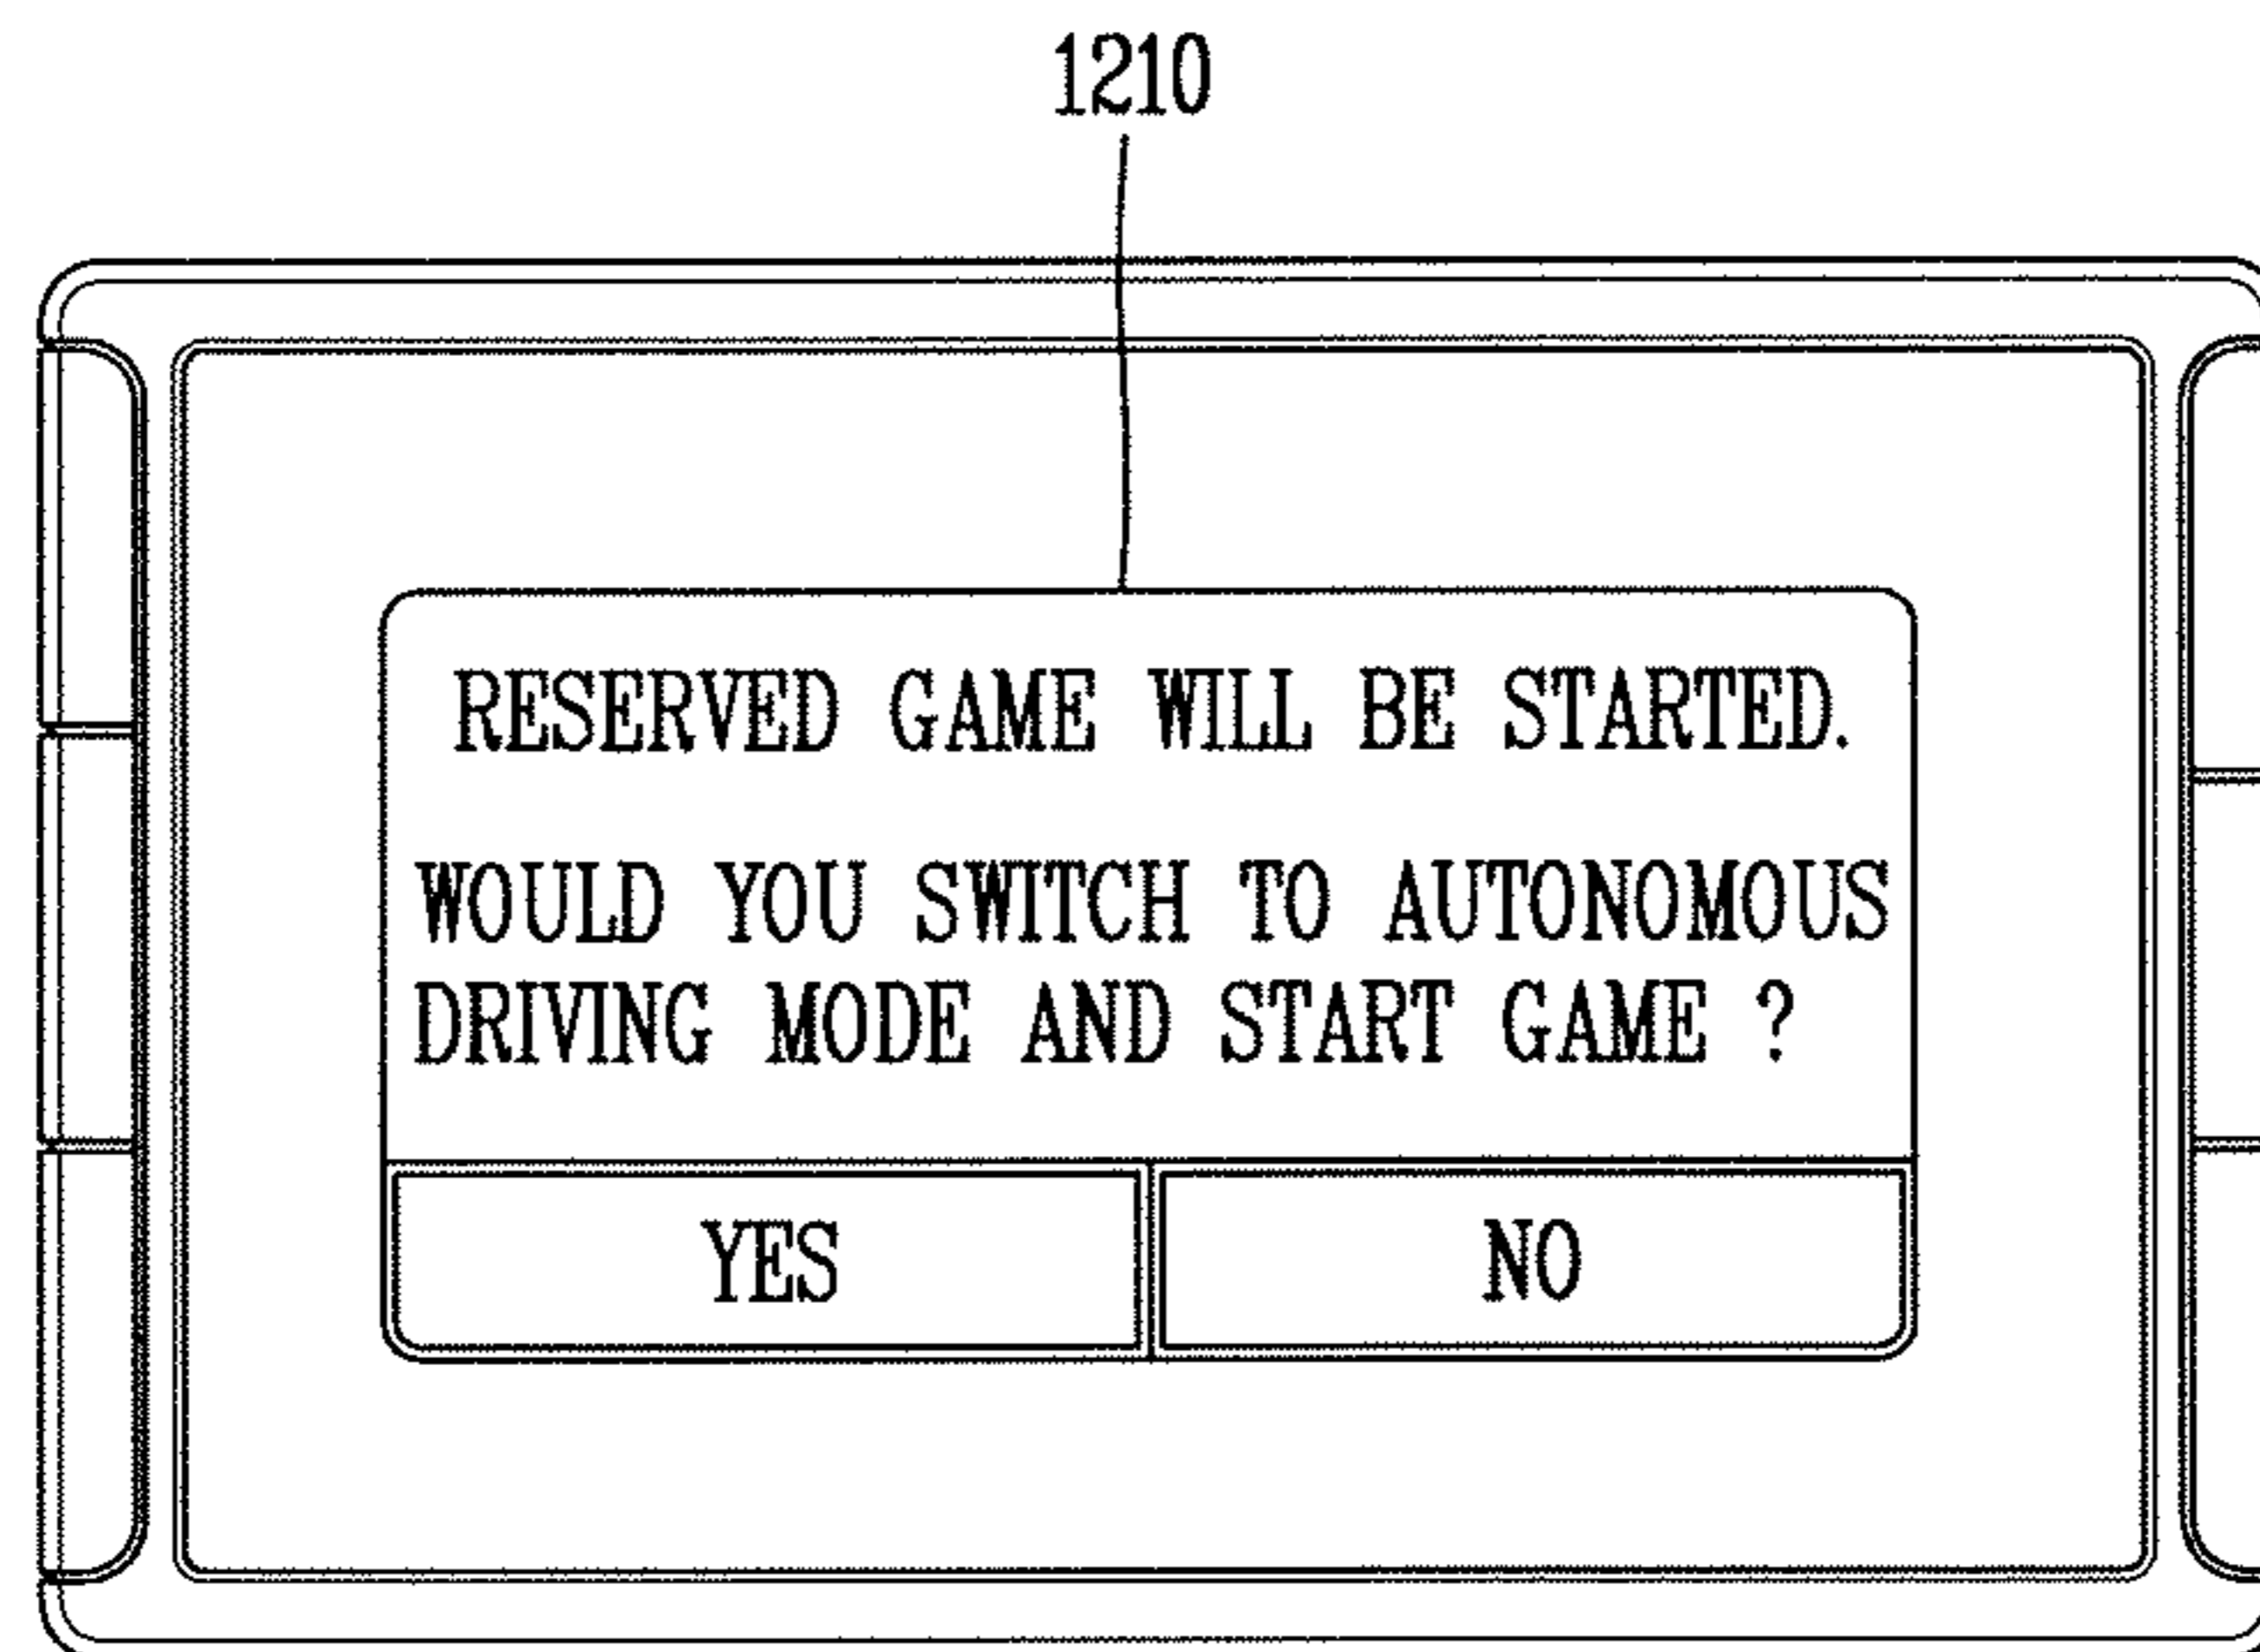 1210
RESERVED GAME WILL BE STARTED.
WOULD YOU SWITCH TO AUTONOMOUS
DRIVING MODE AND START GAME ?
YES
NO